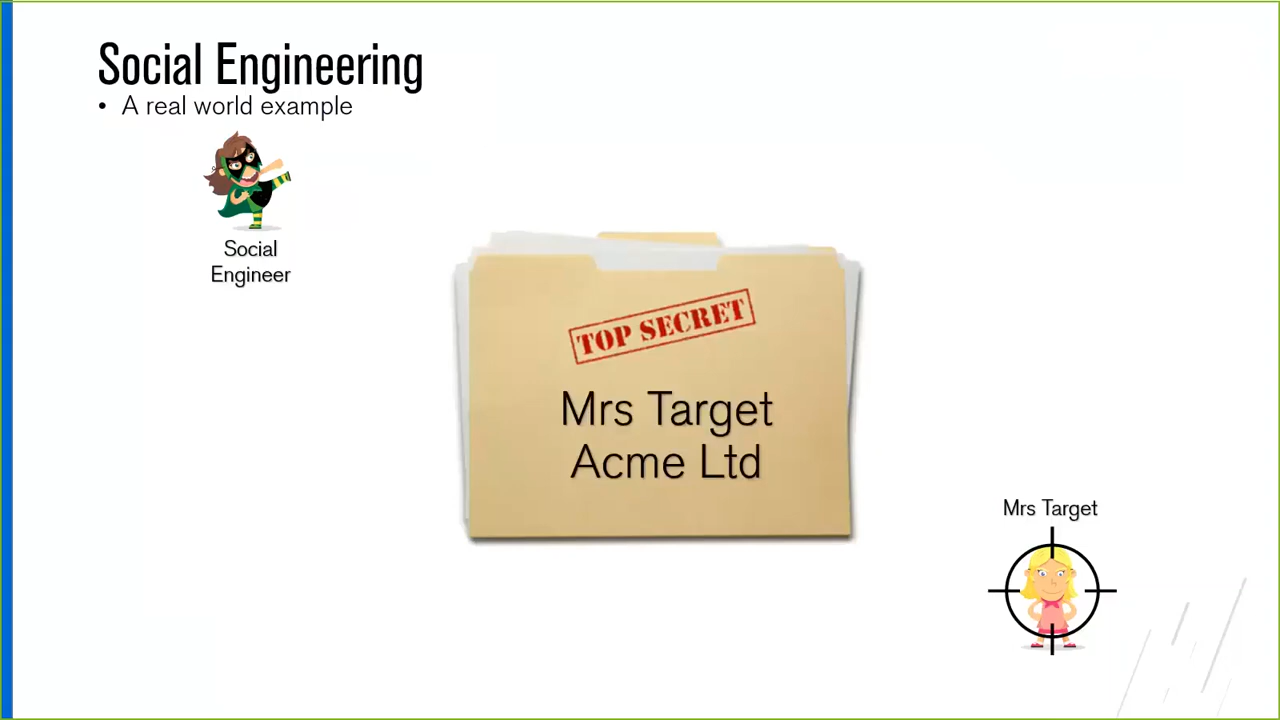 Social Engineering
• A real world example
Social
Engineer
TOP SECRET
Mrs Target
Acme Ltd
Mrs Target